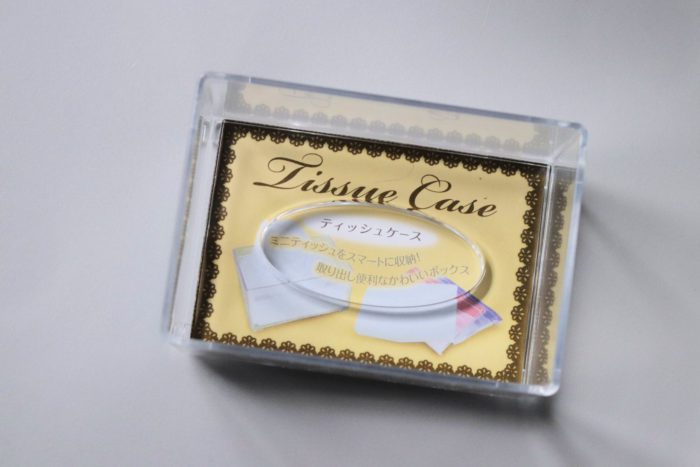 Tissue Case
ティッシュケース
ミニティッシュをスマートに収納!
取り出し便利なかわいいボックス